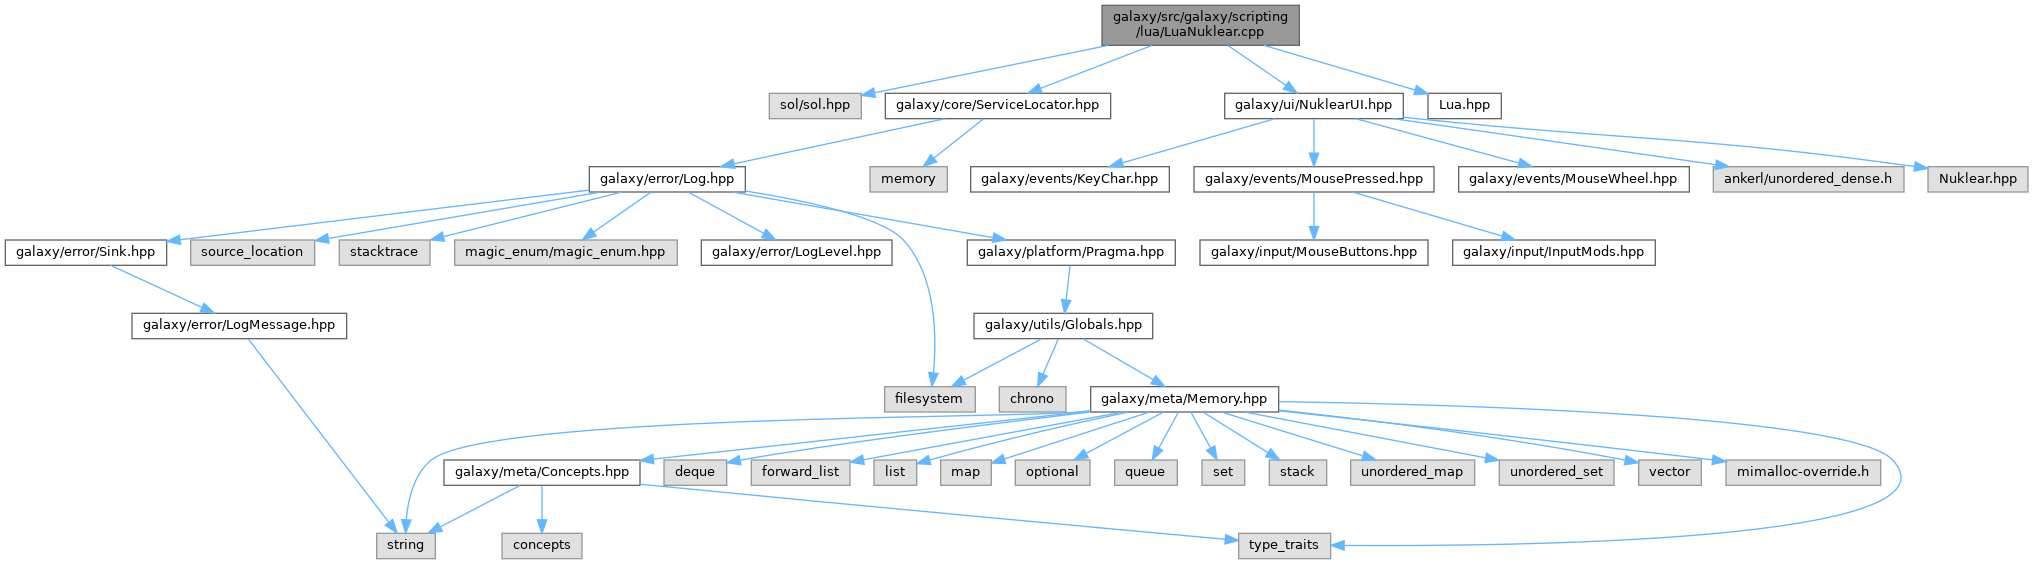 galaxy/src/galaxy/scripting
/lua/LuaNuklear.cpp
sol/sol.hpp
galaxy/core/ServiceLocator.hpp
galaxy/ui/NuklearUI.hpp
Lua.hpp
galaxy/error/Log.hpp
memory
galaxy/events/KeyChar.hpp
galaxy/events/MousePressed.hpp
galaxy/events/MouseWheel.hpp
ankerl/unordered_dense.h
Nuklear.hpp
galaxy/error/Sink.hpp
source_location
stacktrace
magic_enum/magic_enum.hpp
galaxy/error/LogLevel.hpp
galaxy/platform/Pragma.hpp
galaxy/input/MouseButtons.hpp
galaxy/input/InputMods.hpp
galaxy/error/LogMessage.hpp
galaxy/utils/Globals.hpp
filesystem
chrono
galaxy/meta/Memory.hpp
galaxy/meta/Concepts.hpp
deque
forward_list
list
map
optional
queue
set
stack
unordered_map
unordered_set
vector
mimalloc-override.h
string
concepts
type_traits